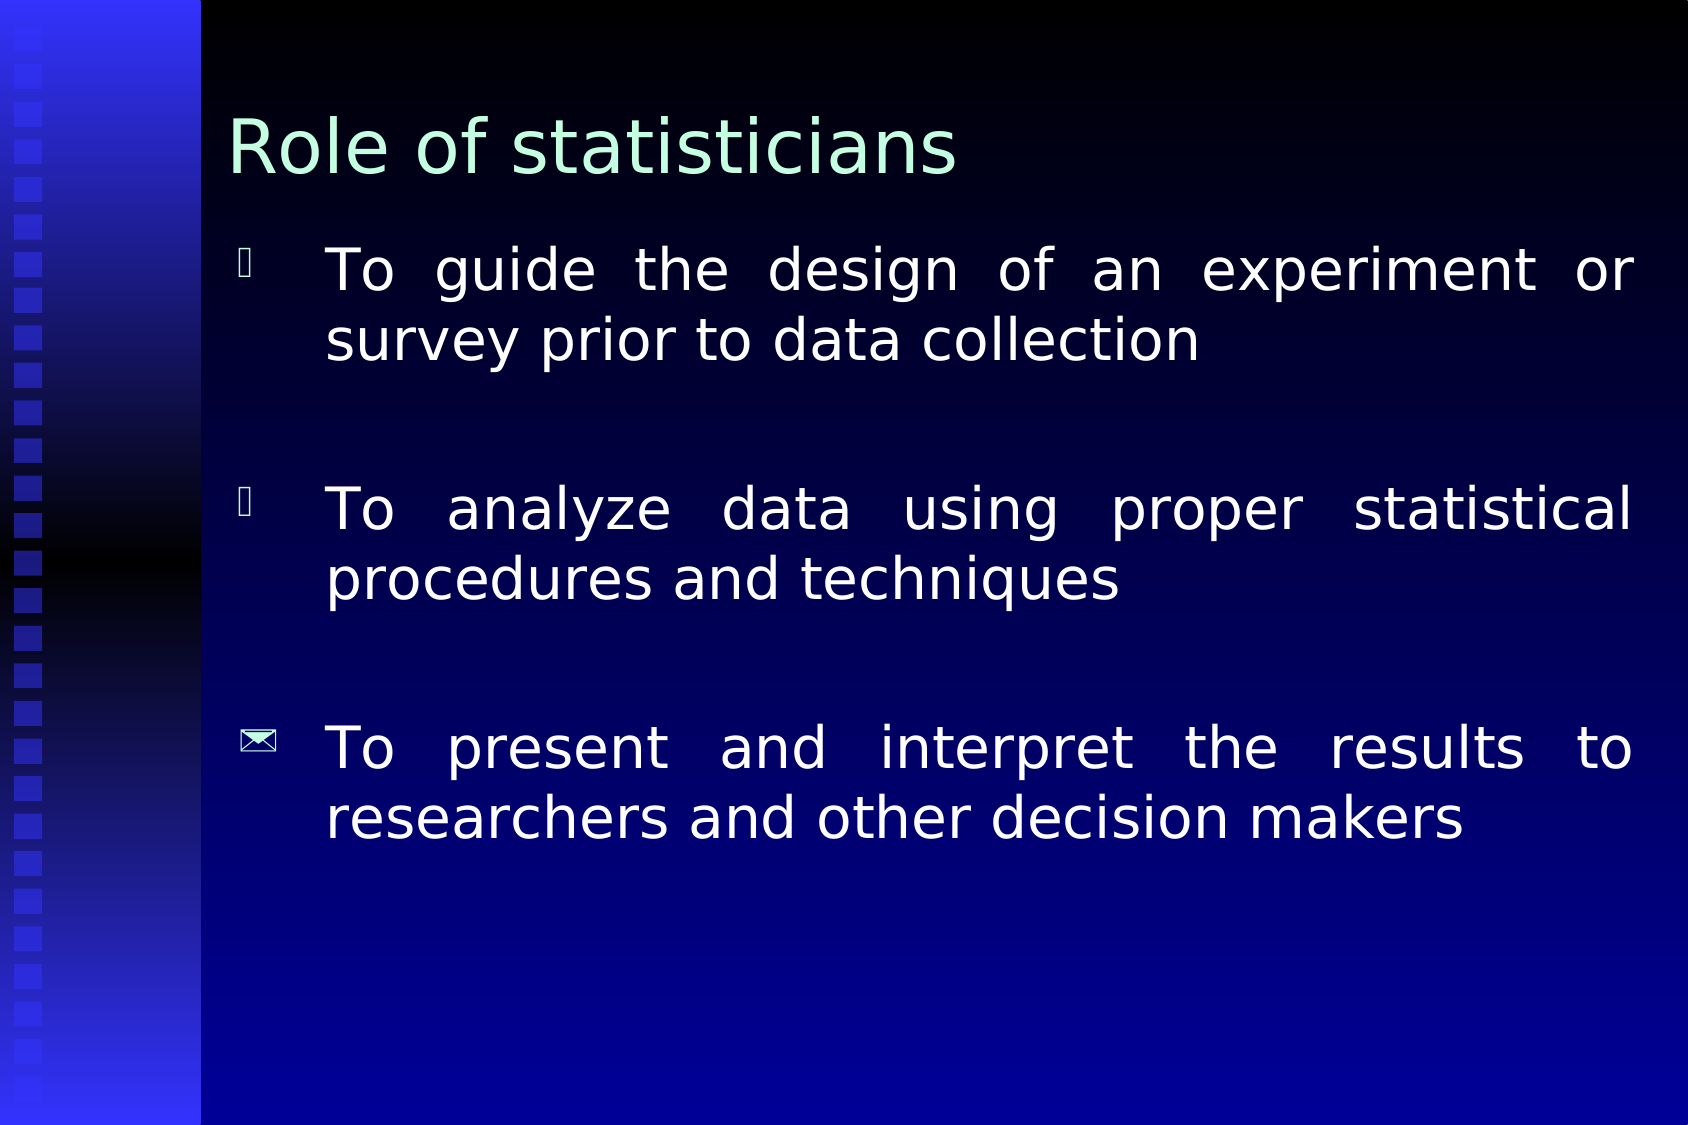 Role of statisticians
To guide the design of an experiment or
survey prior to data collection
To analyze data using proper statistical
procedures and techniques
To present and interpret the results to
researchers and other decision makers